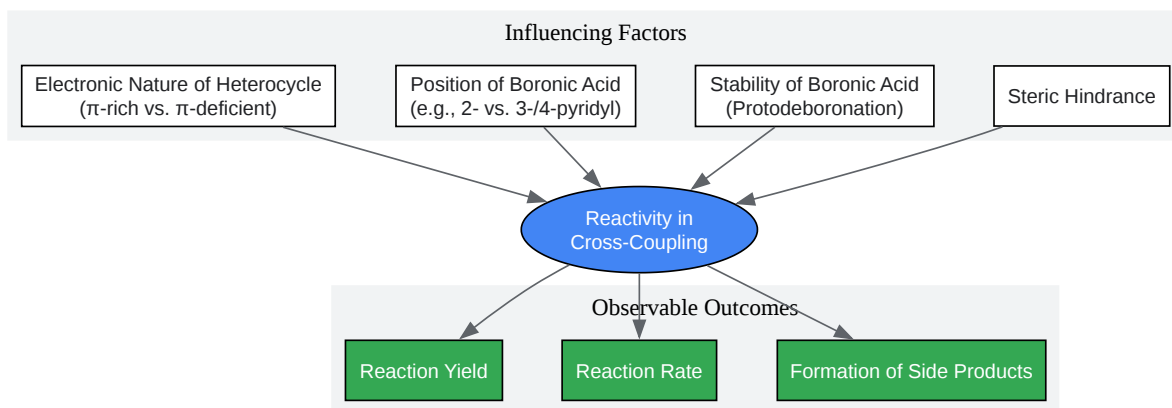 Influencing Factors
Electronic Nature of Heterocycle
(π-rich vs. π-deficient)
Position of Boronic Acid
(e.g., 2- vs. 3-/4-pyridyl)
Stability of Boronic Acid
(Protodeboronation)
Steric Hindrance
Reactivity in
Cross-Coupling
Observable Outcomes
Reaction Yield
Reaction Rate
Formation of Side Products